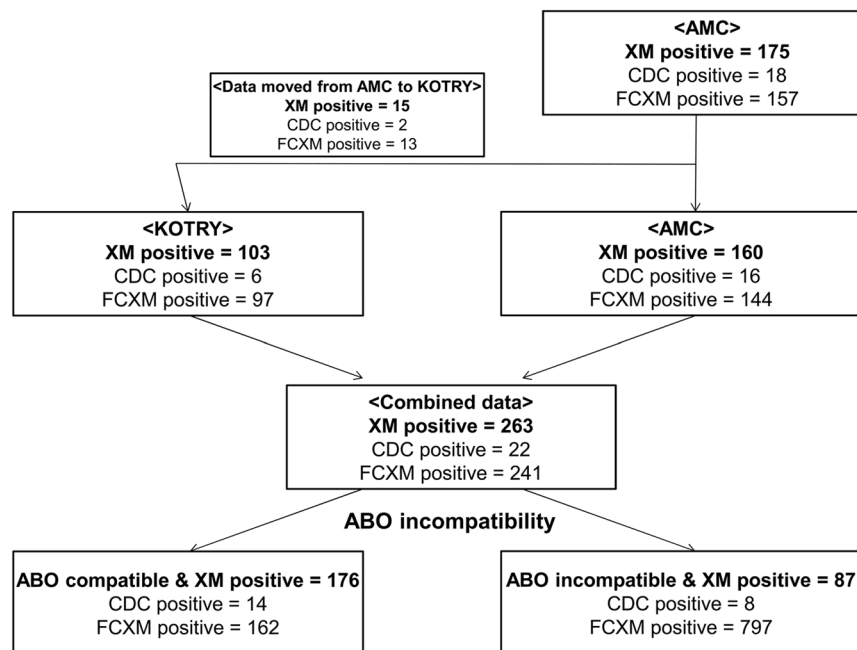 <AMC>
XM positive = 175
CDC positive = 18
FCXM positive = 157
<Data moved from AMC to KOTRY>
XM positive = 15
CDC positive = 2
FCXM positive = 13
<KOTRY>
XM positive = 103
CDC positive = 6
FCXM positive = 97
<AMC>
XM positive = 160
CDC positive = 16
FCXM positive = 144
<Combined data>
XM positive = 263
CDC positive = 22
FCXM positive = 241
ABO incompatibility
ABO compatible & XM positive = 176
CDC positive = 14
FCXM positive = 162
ABO incompatible & XM positive = 87
CDC positive = 8
FCXM positive = 797